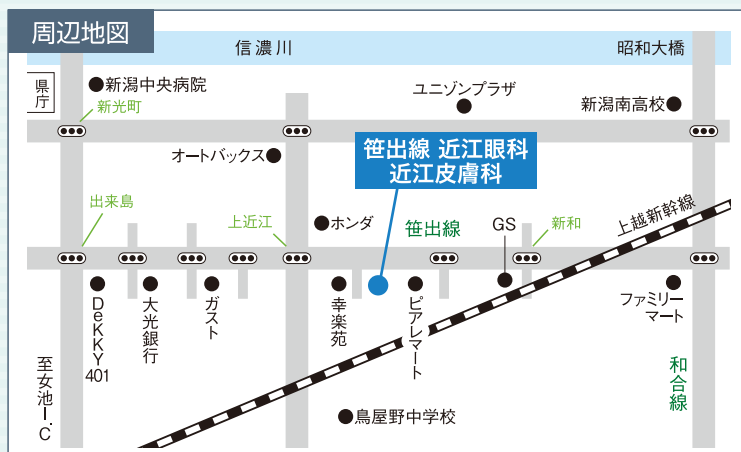 周辺地図
信濃川
昭和大橋
県庁
新潟中央病院
新光町
ユニゾンプラザ
新潟南高校
オートバックス
笹出線 近江眼科
近江皮膚科
上越新幹線
出来島
上近江
ホンダ
笹出線
GS
新和
DeKKY401
大光銀行
ガスト
幸楽苑
ピアレマート
ファミリー
マート
至女池I.C
和合線
鳥屋野中学校